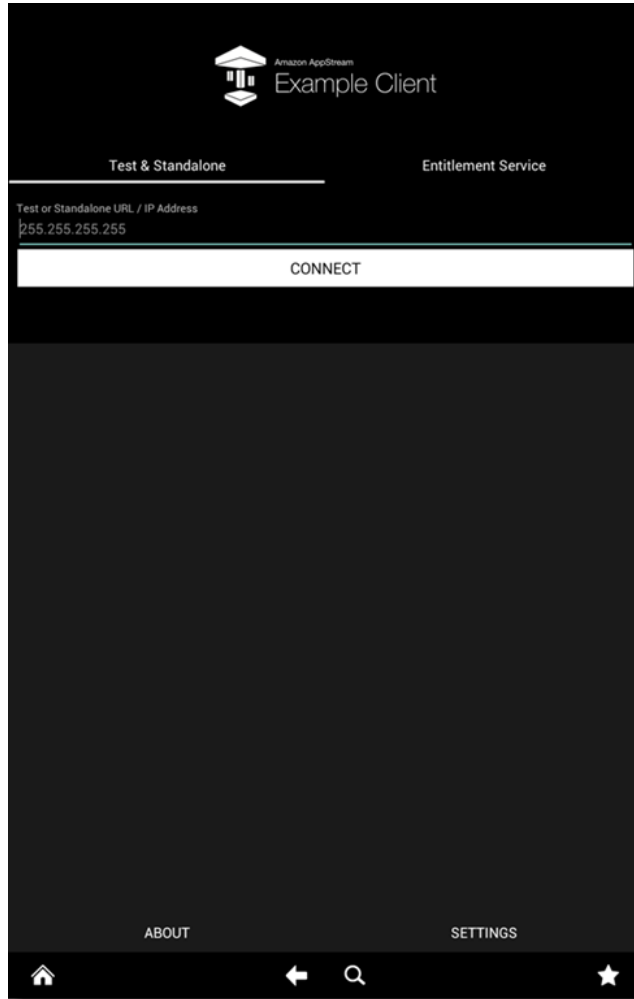 Amazon AppStream
Example Client
Test & Standalone
Entitlement Service
Test or Standalone URL / IP Address
255.255.255.255
CONNECT
ABOUT
SETTINGS